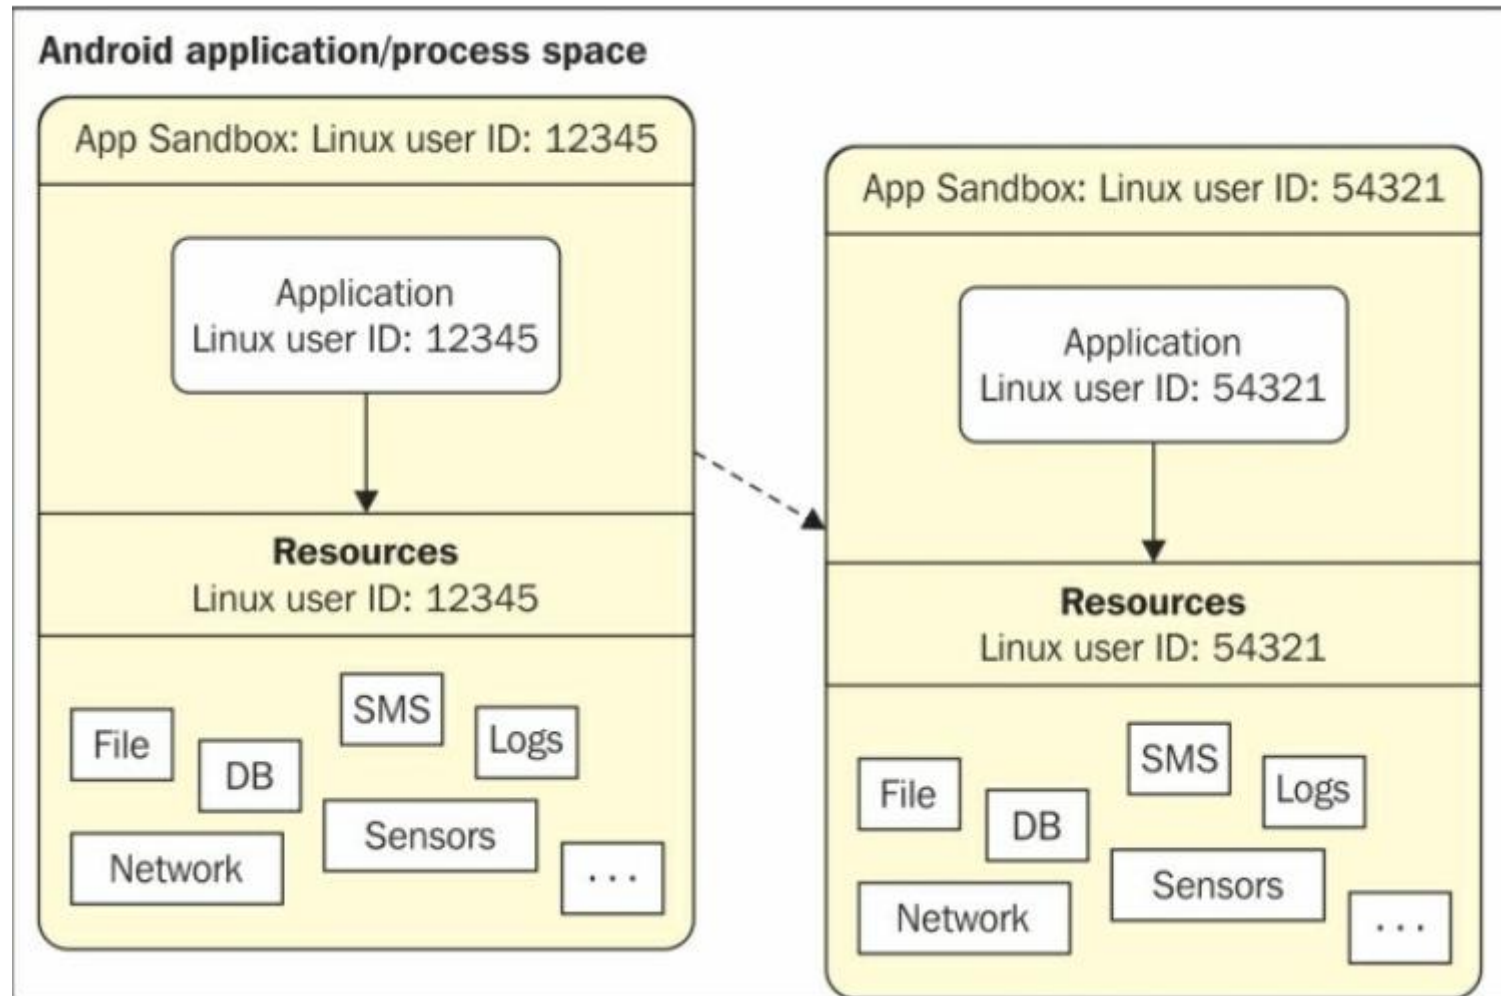 Android application/process space
App Sandbox: Linux user ID: 12345
Application
Linux user ID: 12345
Resources
Linux user ID: 12345
File
DB
SMS
Logs
Network
Sensors
...
App Sandbox: Linux user ID: 54321
Application
Linux user ID: 54321
Resources
Linux user ID: 54321
File
DB
SMS
Logs
Network
Sensors
...